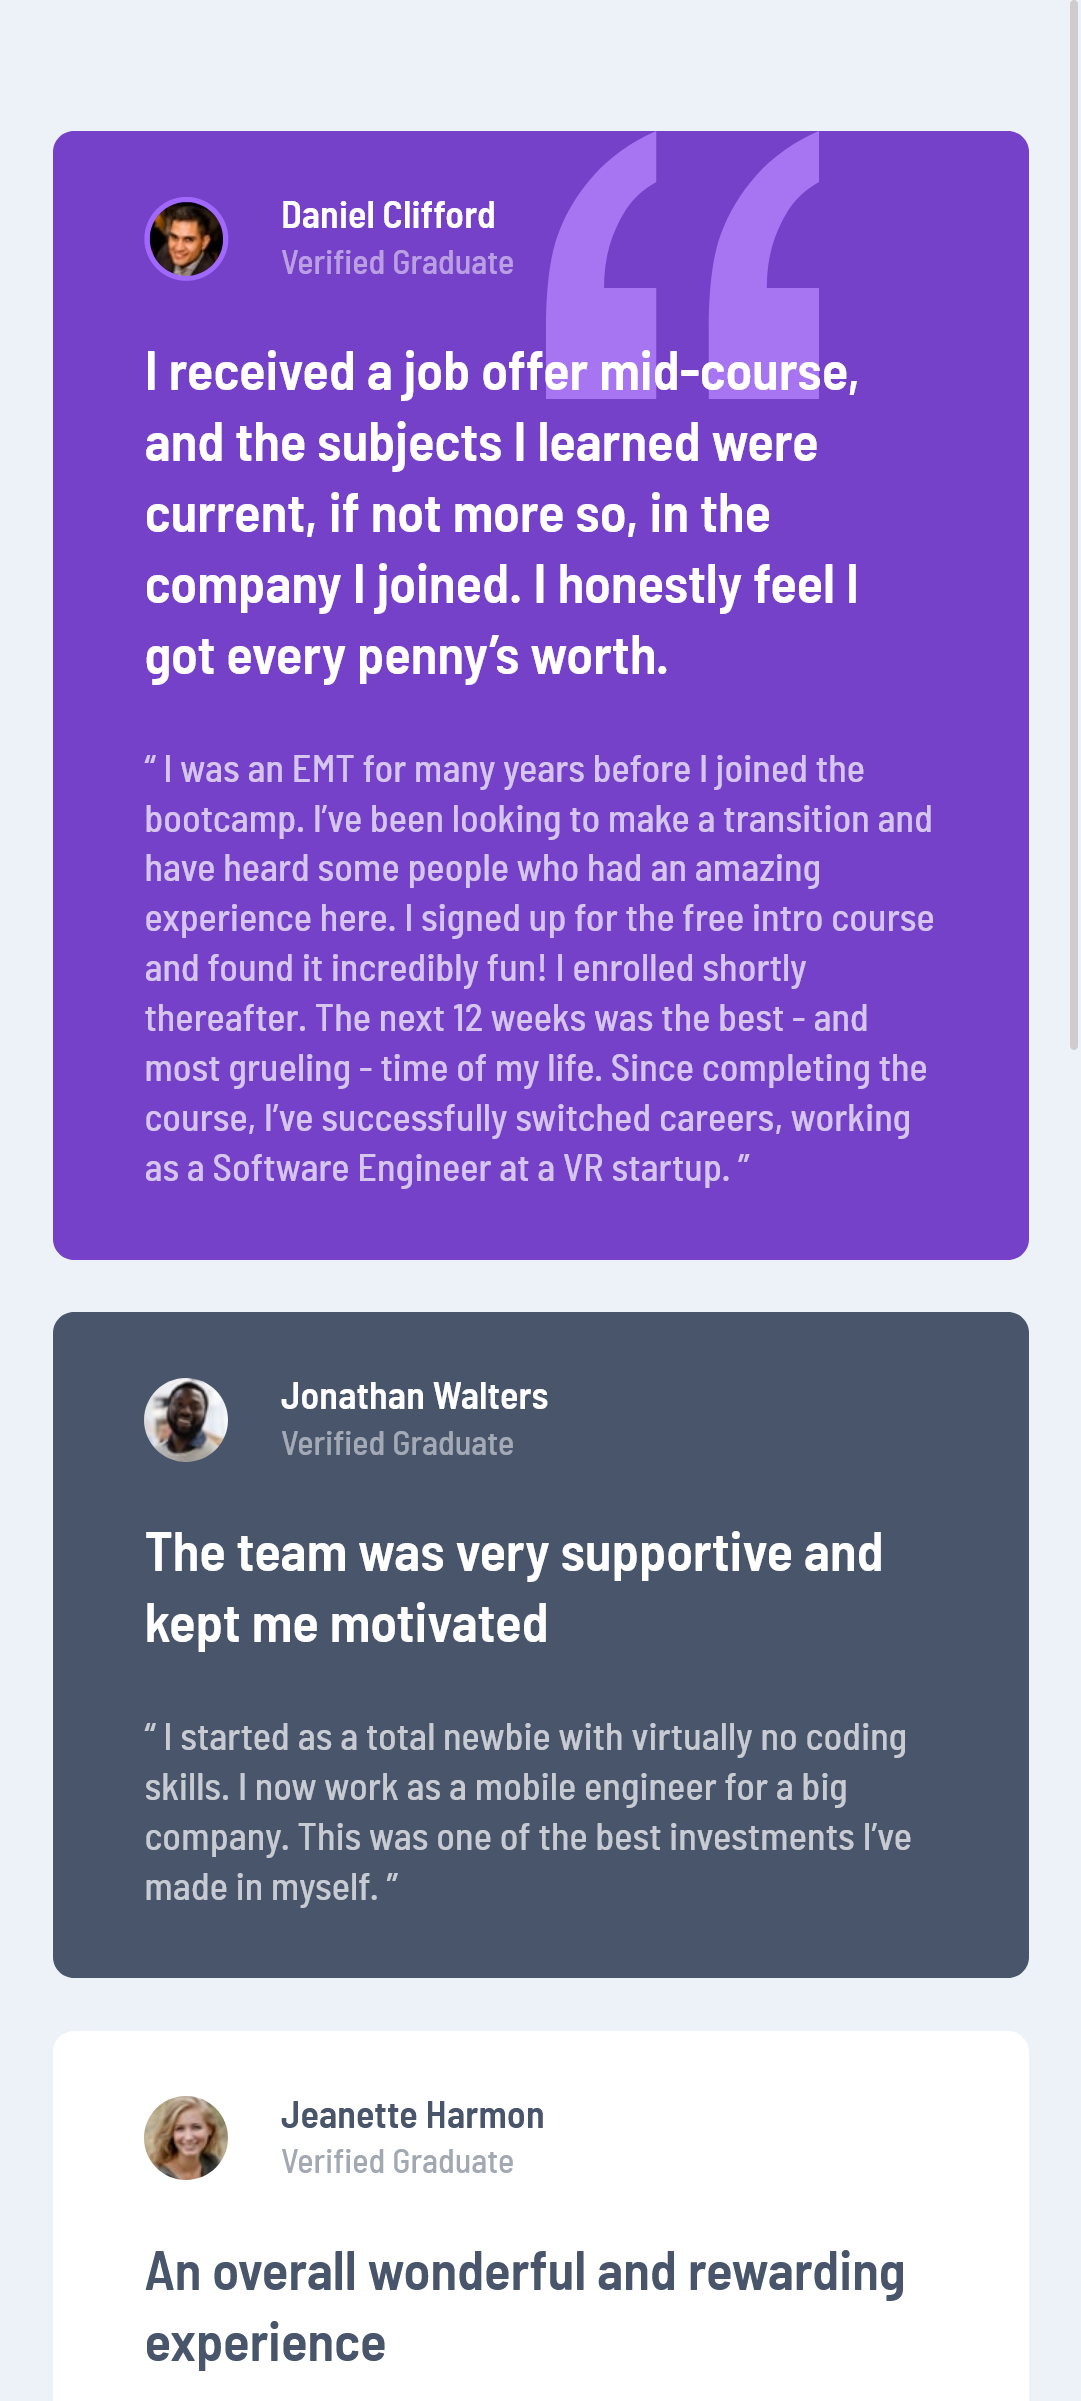 Daniel Clifford
Verified Graduate
I received a job offer mid-course,
and the subjects I learned were
current, if not more so, in the
company I joined. I honestly feel I
got every penny’s worth.
“ I was an EMT for many years before I joined the
bootcamp. I’ve been looking to make a transition and
have heard some people who had an amazing
experience here. I signed up for the free intro course
and found it incredibly fun! I enrolled shortly
thereafter. The next 12 weeks was the best - and
most grueling - time of my life. Since completing the
course, I’ve successfully switched careers, working
as a Software Engineer at a VR startup. ”
Jonathan Walters
Verified Graduate
The team was very supportive and
kept me motivated
“ I started as a total newbie with virtually no coding
skills. I now work as a mobile engineer for a big
company. This was one of the best investments I’ve
made in myself. ”
Jeanette Harmon
Verified Graduate
An overall wonderful and rewarding
experience